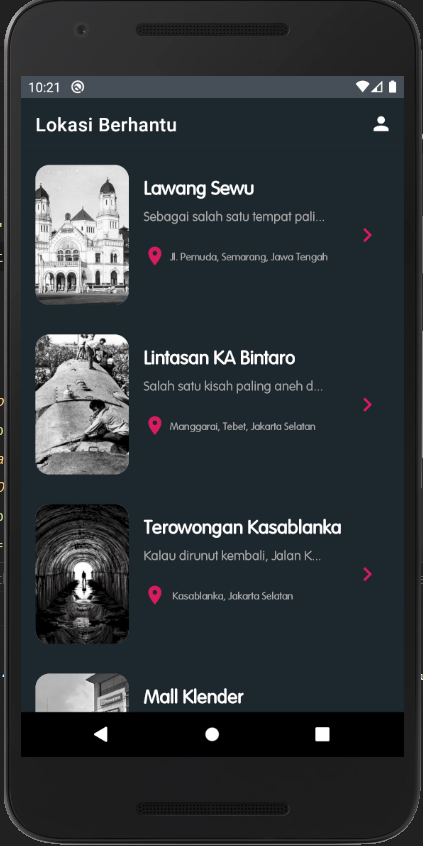 10:21
Lokasi Berhantu
Lawang Sewu
Sebagai salah satu tempat pali...
Jl. Pemuda, Semarang, Jawa Tengah
Lintasan KA Bintaro
Salah satu kisah paling aneh d...
Manggarai, Tebet, Jakarta Selatan
Terowongan Kasablanka
Kalau dirunut kembali, Jalan K...
Kasablanka, Jakarta Selatan
Mall Klender